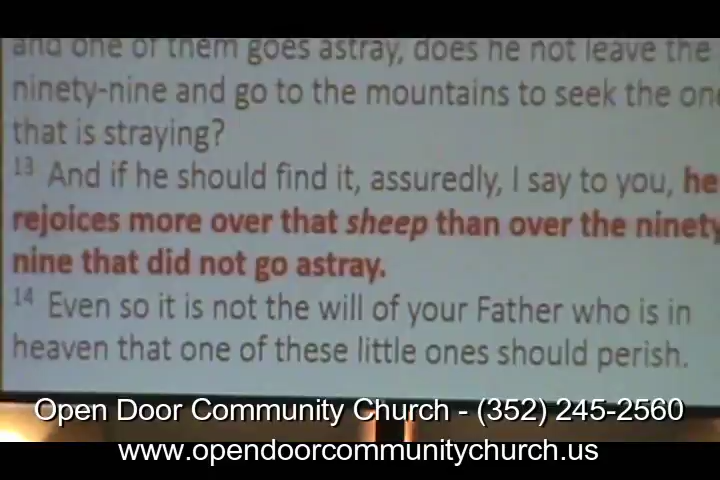 and one of them goes astray, does he not leave the
ninety-nine and go to the mountains to seek the one
that is straying?
13 And if he should find it, assuredly, I say to you, he
rejoices more over that sheep than over the ninety
nine that did not go astray.
14 Even so it is not the will of your Father who is in
heaven that one of these little ones should perish.
Open Door Community Church - (352) 245-2560
www.opendoorcommunitychurch.us